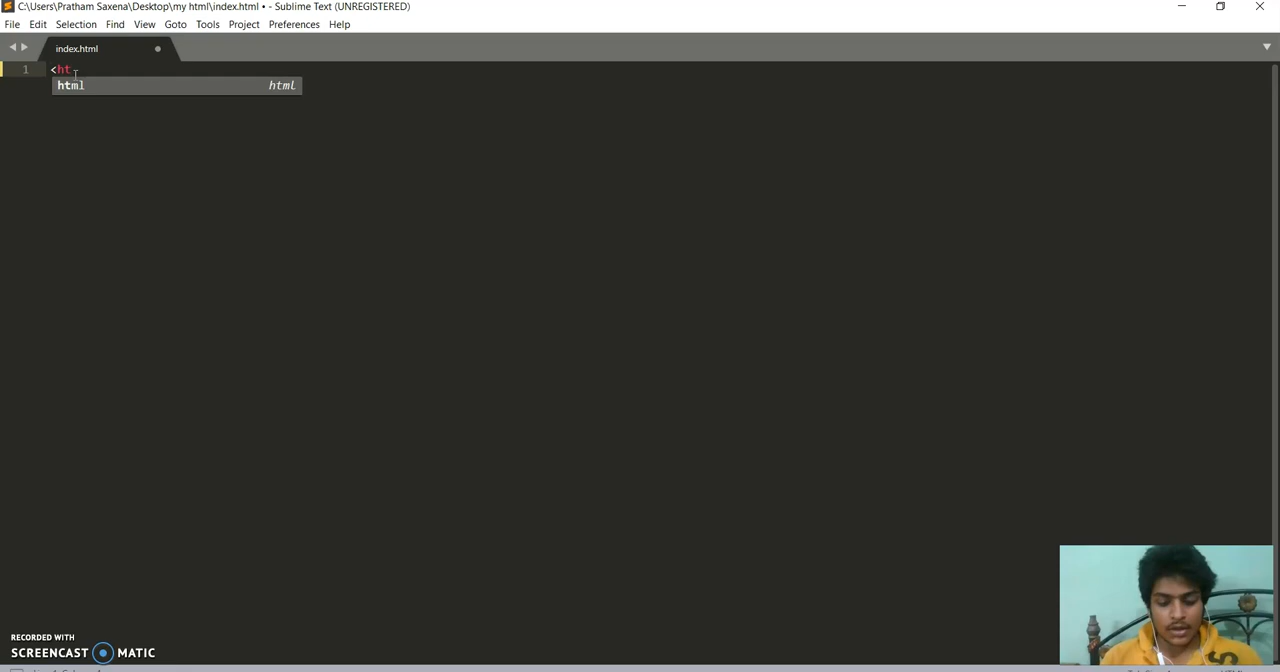 C:\Users\Pratham Saxena\Desktop\my html\index.html • - Sublime Text (UNREGISTERED)
File Edit Selection Find View Goto Tools Project Preferences Help
index.html
1 <ht
html html
RECORDED WITH
SCREENCAST MATIC